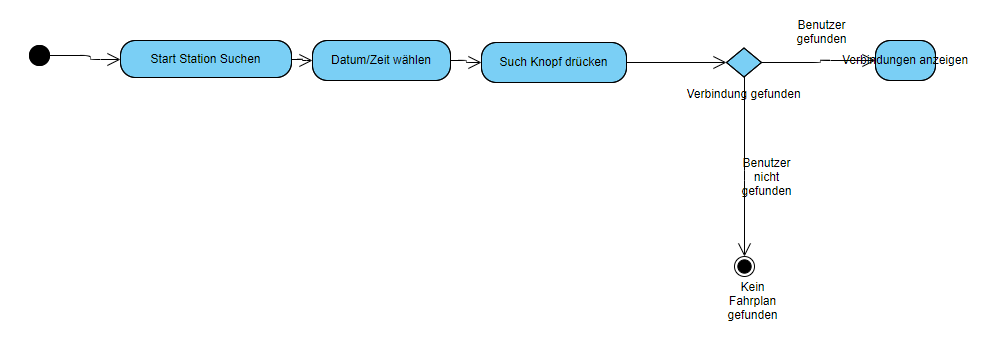 Benutzer
gefunden
Start Station Suchen
Datum/Zeit wählen
Such Knopf drücken
Verbindungen anzeigen
Verbindung gefunden
Benutzer
nicht
gefunden
Kein
Fahrplan
gefunden